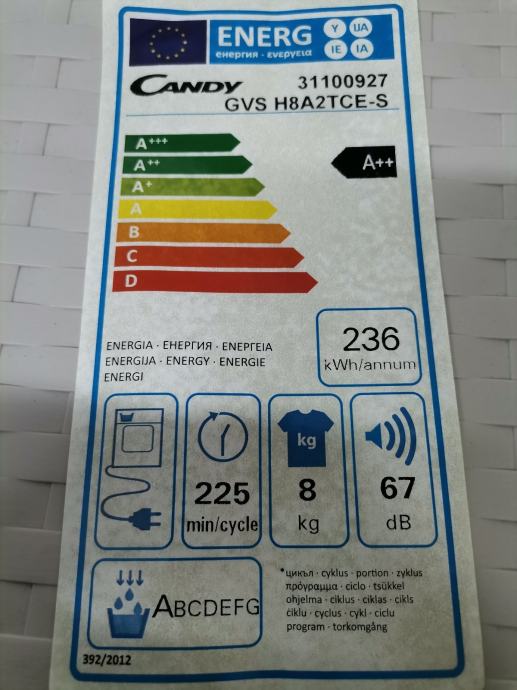 ENERG
енергия · ενεργεια
Y IJA
IE IA
CANDY
31100927
GVS H8A2TCE-S
A+++
A++
A+
A
B
C
D
A++
ENERGIA · ЕНЕРГИЯ · ΕΝΕΡΓΕΙΑ
ENERGIJA · ENERGY · ENERGIE
ENERGI
236
kWh/annum
225
min/cycle
kg
8
kg
67
dB
ABCDEFG
*цикъл · cyklus · portion · zyklus
πρόγραμμα · ciclo · tsükkel
ohjelma · ciklus · ciklas · cikls
ċiklu · cyclus · cykl · ciclu
program · torkomgång
392/2012